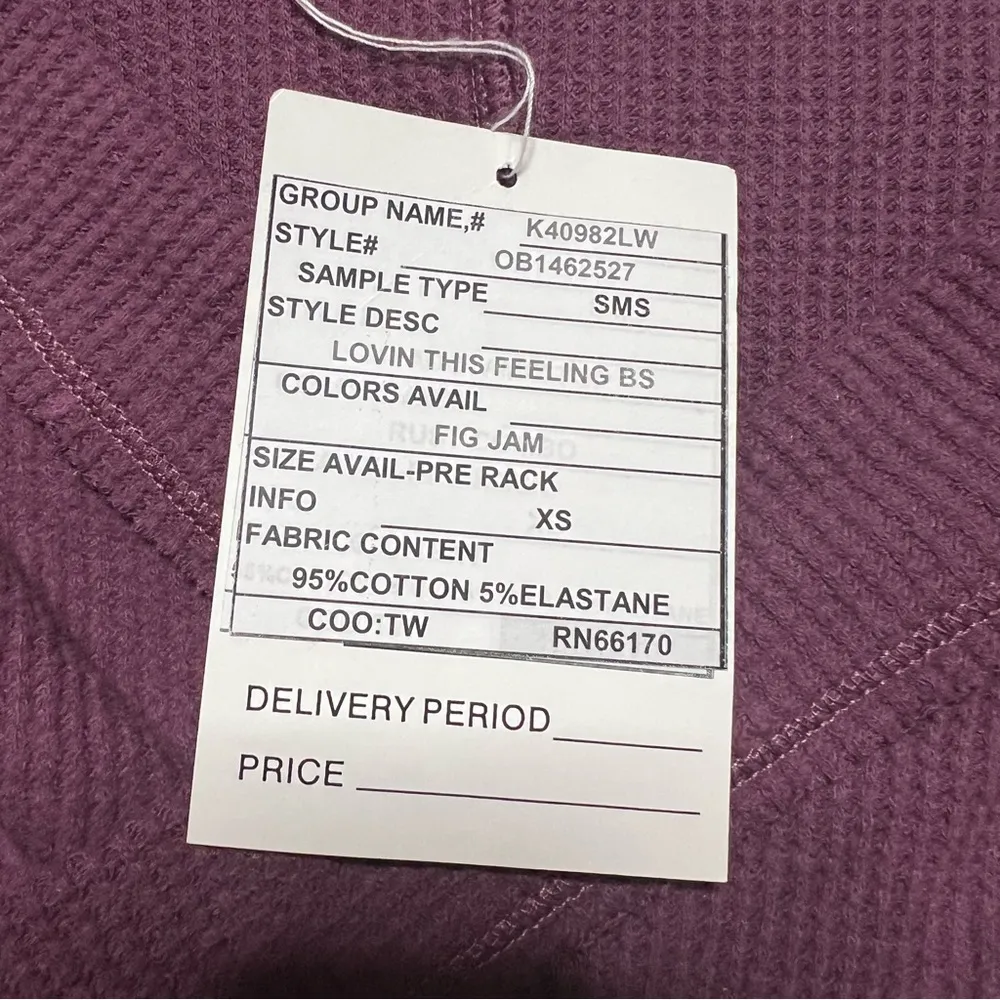 GROUP NAME,# K40982LW
STYLE# OB1462527
SAMPLE TYPE SMS
STYLE DESC
LOVIN THIS FEELING BS
COLORS AVAIL
FIG JAM
SIZE AVAIL-PRE RACK
INFO XS
FABRIC CONTENT
95%COTTON 5%ELASTANE
COO:TW RN66170
DELIVERY PERIOD
PRICE